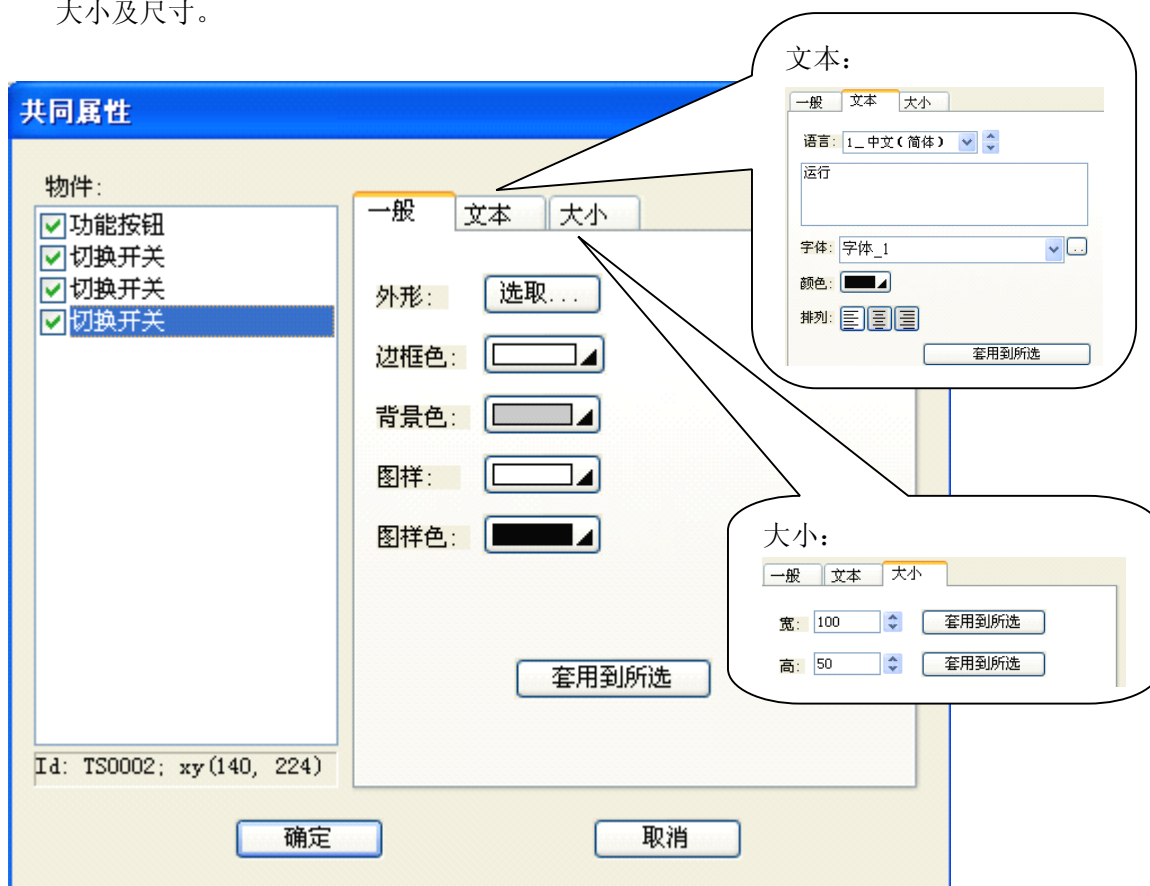 大小及尺寸。
共同属性
物件:
功能按钮
切换开关
切换开关
切换开关
Id: TS0002; xy(140, 224)
一般 文本 大小
外形: 选取...
边框色:
背景色:
图样:
图样色:
套用到所选
确定 取消
文本：
一般 文本 大小
语言: 1_中文(简体)
运行
字体: 字体_1 ..
颜色:
排列:
套用到所选
大小：
一般 文本 大小
宽: 100 套用到所选
高: 50 套用到所选